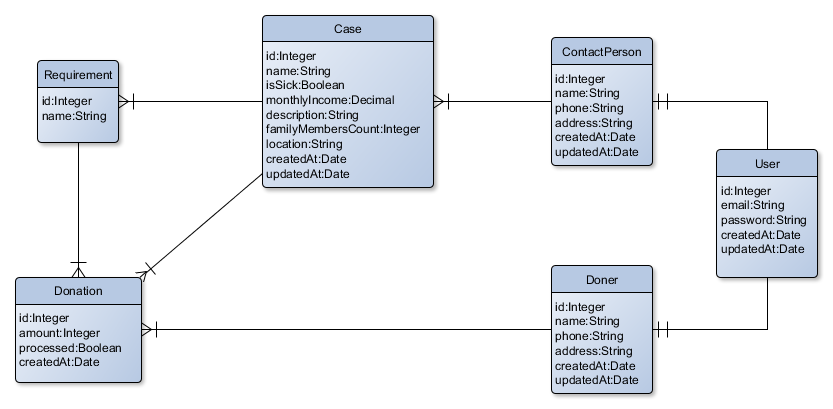 Case
id:Integer
name:String
isSick:Boolean
monthlyIncome:Decimal
description:String
familyMembersCount:Integer
location:String
createdAt:Date
updatedAt:Date
Requirement
id:Integer
name:String
ContactPerson
id:Integer
name:String
phone:String
address:String
createdAt:Date
updatedAt:Date
User
id:Integer
email:String
password:String
createdAt:Date
updatedAt:Date
Donation
id:Integer
amount:Integer
processed:Boolean
createdAt:Date
Doner
id:Integer
name:String
phone:String
address:String
createdAt:Date
updatedAt:Date